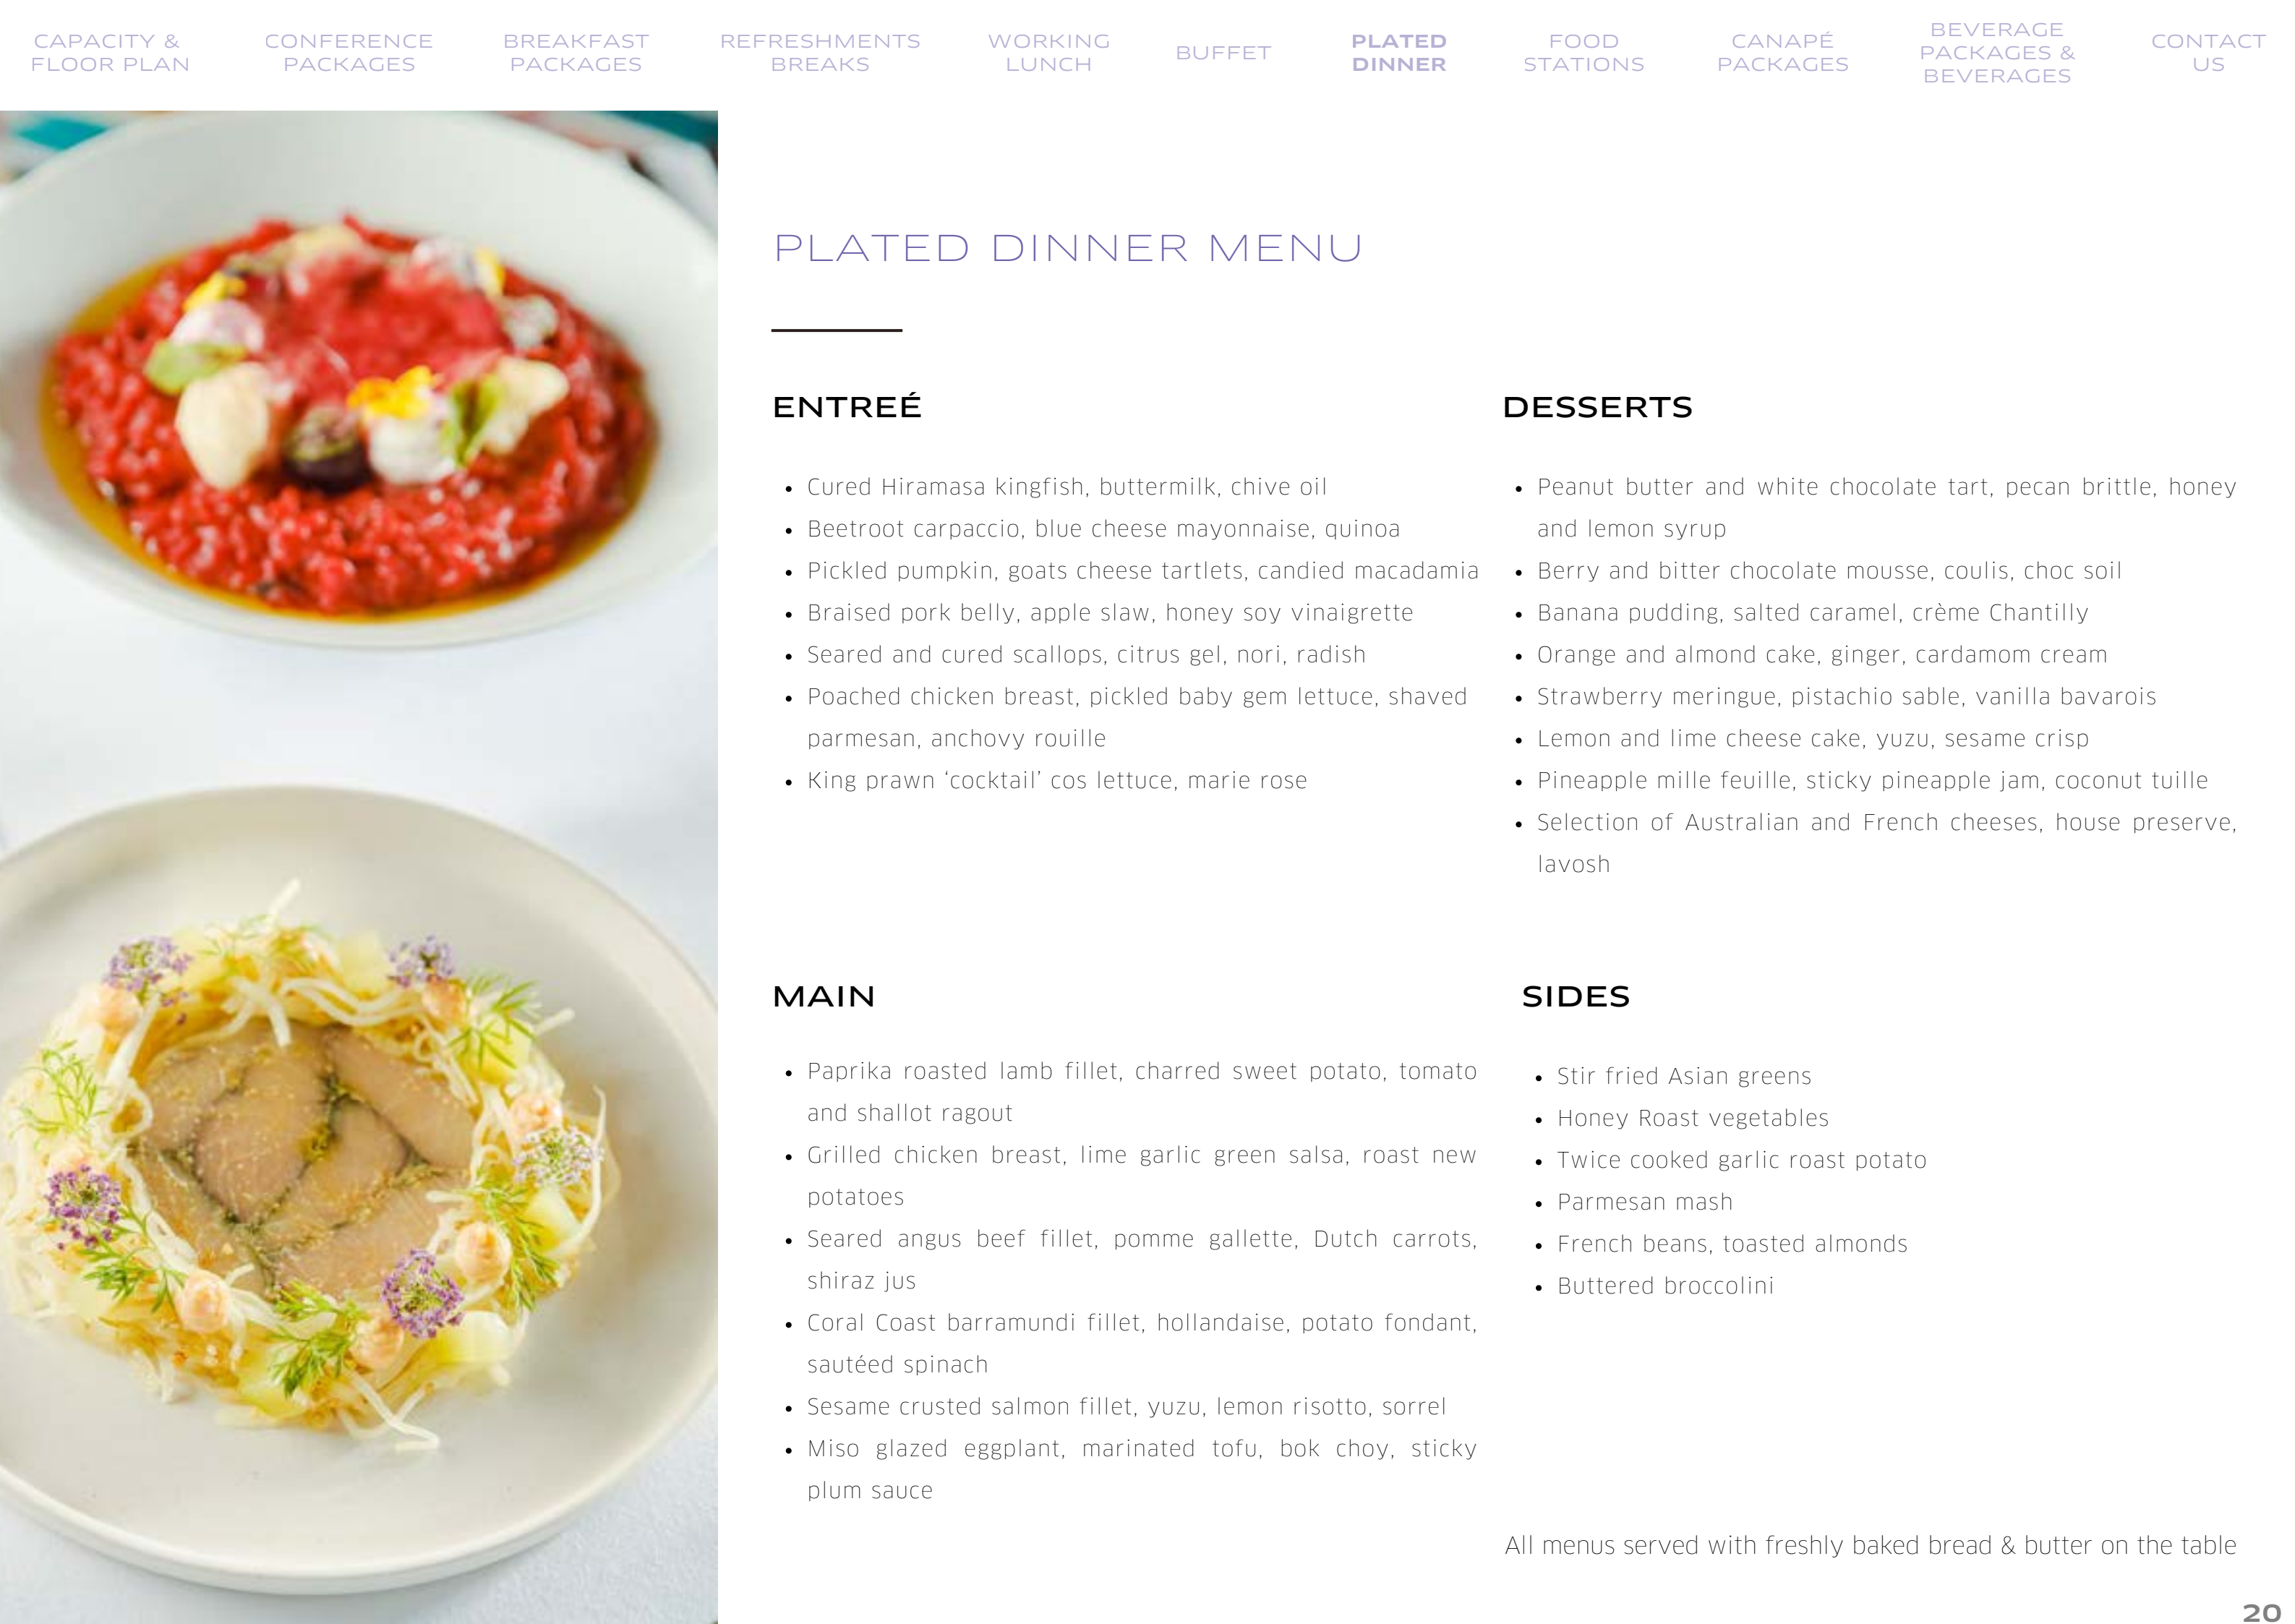 CAPACITY &
FLOOR PLAN
CONFERENCE
PACKAGES
BREAKFAST
PACKAGES
REFRESHMENTS
BREAKS
WORKING
LUNCH
BUFFET
PLATED
DINNER
FOOD
STATIONS
CANAPÉ
PACKAGES
BEVERAGE
PACKAGES &
BEVERAGES
CONTACT
US
PLATED DINNER MENU
ENTREÉ
• Cured Hiramasa kingfish, buttermilk, chive oil
• Beetroot carpaccio, blue cheese mayonnaise, quinoa
• Pickled pumpkin, goats cheese tartlets, candied macadamia
• Braised pork belly, apple slaw, honey soy vinaigrette
• Seared and cured scallops, citrus gel, nori, radish
• Poached chicken breast, pickled baby gem lettuce, shaved
parmesan, anchovy rouille
• King prawn ‘cocktail’ cos lettuce, marie rose
MAIN
• Paprika roasted lamb fillet, charred sweet potato, tomato
and shallot ragout
• Grilled chicken breast, lime garlic green salsa, roast new
potatoes
• Seared angus beef fillet, pomme gallette, Dutch carrots,
shiraz jus
• Coral Coast barramundi fillet, hollandaise, potato fondant,
sautéed spinach
• Sesame crusted salmon fillet, yuzu, lemon risotto, sorrel
• Miso glazed eggplant, marinated tofu, bok choy, sticky
plum sauce
DESSERTS
• Peanut butter and white chocolate tart, pecan brittle, honey
and lemon syrup
• Berry and bitter chocolate mousse, coulis, choc soil
• Banana pudding, salted caramel, crème Chantilly
• Orange and almond cake, ginger, cardamom cream
• Strawberry meringue, pistachio sable, vanilla bavarois
• Lemon and lime cheese cake, yuzu, sesame crisp
• Pineapple mille feuille, sticky pineapple jam, coconut tuille
• Selection of Australian and French cheeses, house preserve,
lavosh
SIDES
• Stir fried Asian greens
• Honey Roast vegetables
• Twice cooked garlic roast potato
• Parmesan mash
• French beans, toasted almonds
• Buttered broccolini
All menus served with freshly baked bread & butter on the table
20